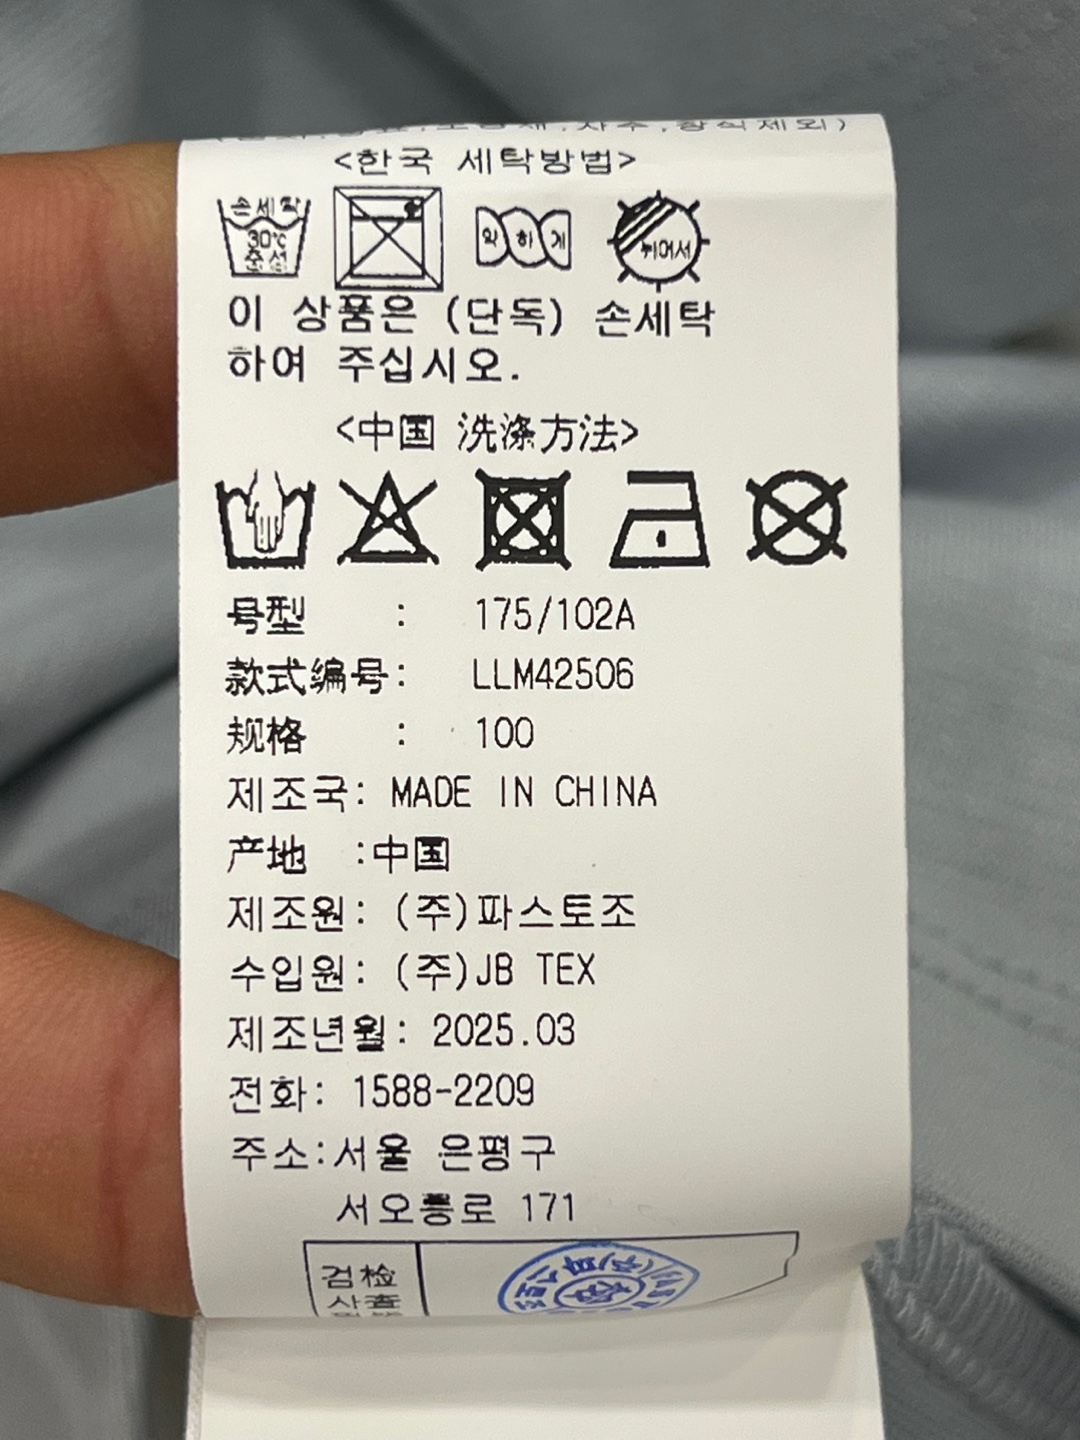 <한국 세탁방법>
손세탁
30℃
중성
약하게
뉘어서
이 상품은 (단독) 손세탁
하여 주십시오.
<中国 洗涤方法>
号型 : 175/102A
款式编号: LLM42506
规格 : 100
제조국: MADE IN CHINA
产地 :中国
제조원: (주)파스토조
수입원: (주)JB TEX
제조년월: 2025.03
전화: 1588-2209
주소:서울 은평구
서오릉로 171
검检
사查